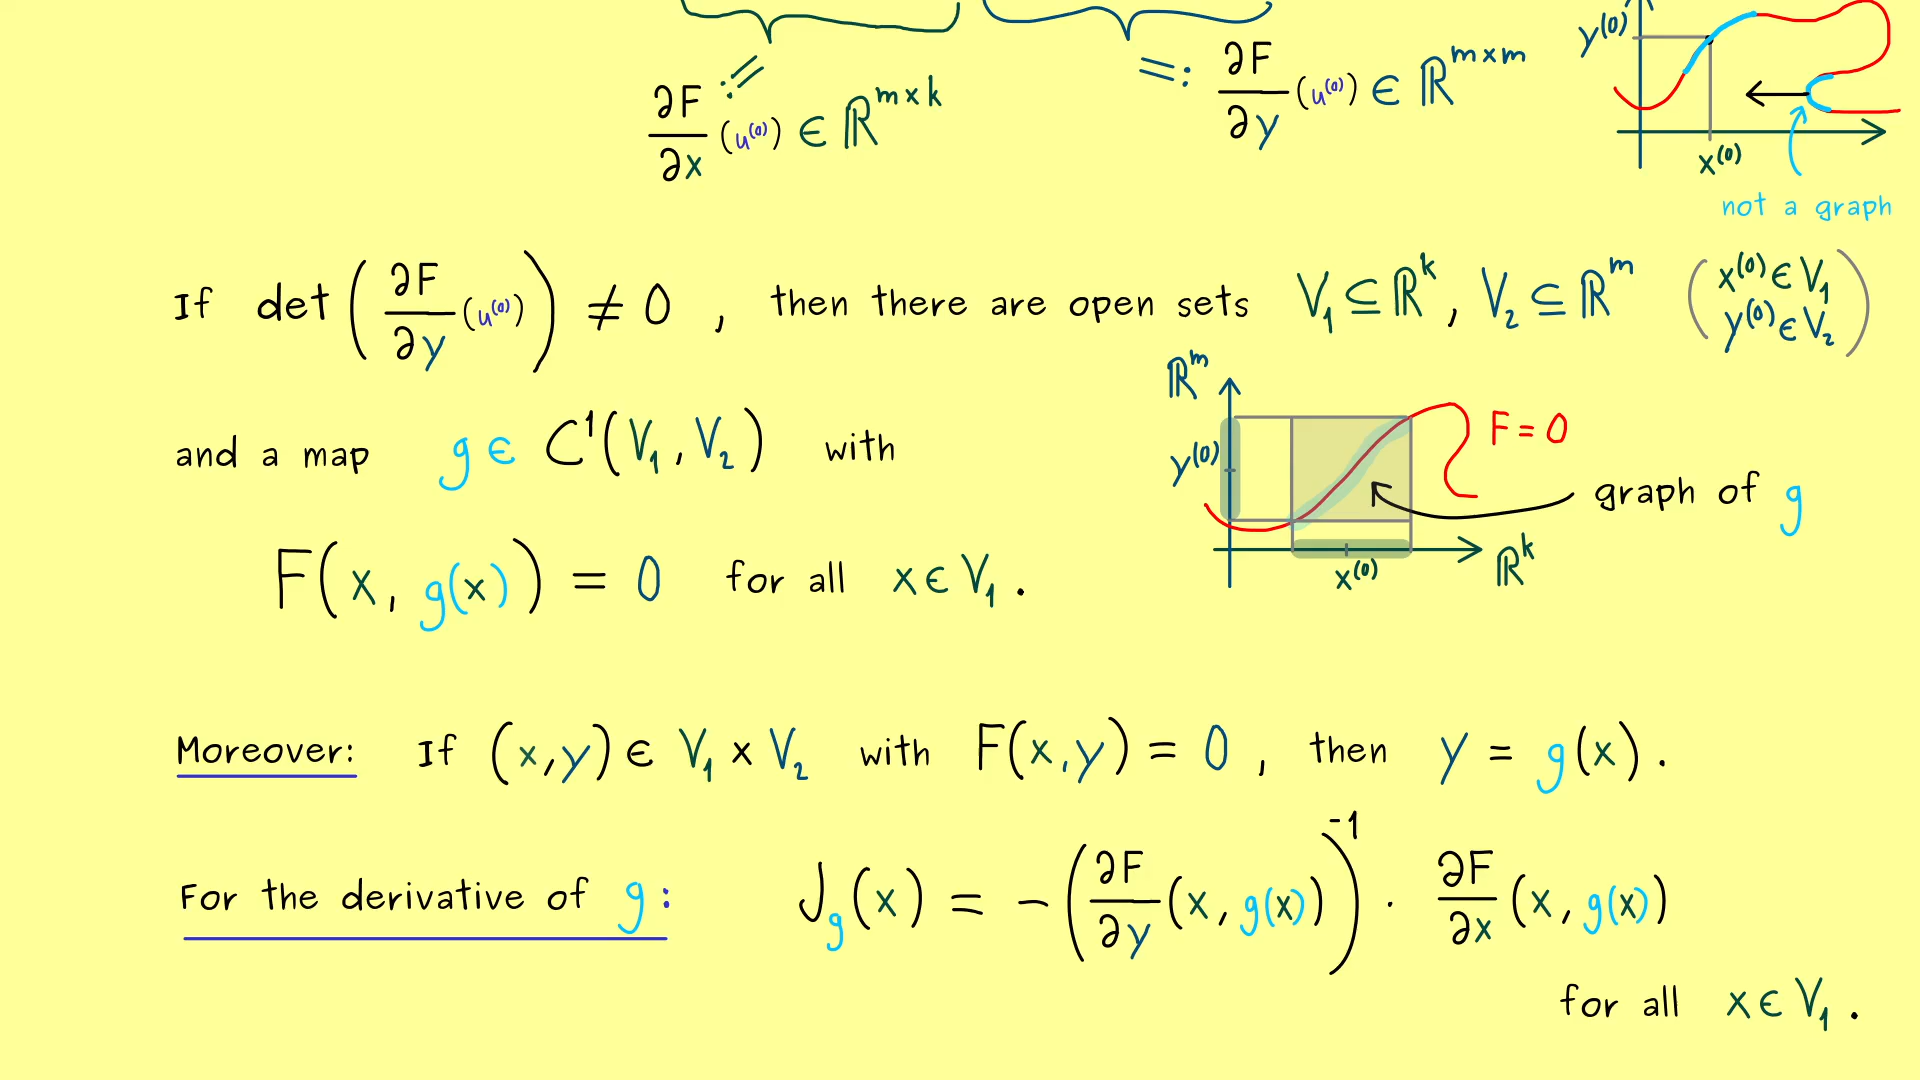 ∂F/∂x (u⁽⁰⁾) ∈ ℝ^{m×k}
:=
=: ∂F/∂y (u⁽⁰⁾) ∈ ℝ^{m×m}
y⁽⁰⁾
x⁽⁰⁾
not a graph
If det(∂F/∂y (u⁽⁰⁾)) ≠ 0 , then there are open sets V₁ ⊆ ℝᵏ, V₂ ⊆ ℝᵐ (x⁽⁰⁾ ∈ V₁ y⁽⁰⁾ ∈ V₂)
and a map g ∈ C¹(V₁, V₂) with
ℝᵐ
y⁽⁰⁾
F = 0
graph of g
x⁽⁰⁾
ℝᵏ
F(x, g(x)) = 0 for all x ∈ V₁ .
Moreover: If (x,y) ∈ V₁ × V₂ with F(x,y) = 0 , then y = g(x) .
For the derivative of g: J_g(x) = −(∂F/∂y (x, g(x)))⁻¹ · ∂F/∂x (x, g(x))
for all x ∈ V₁ .